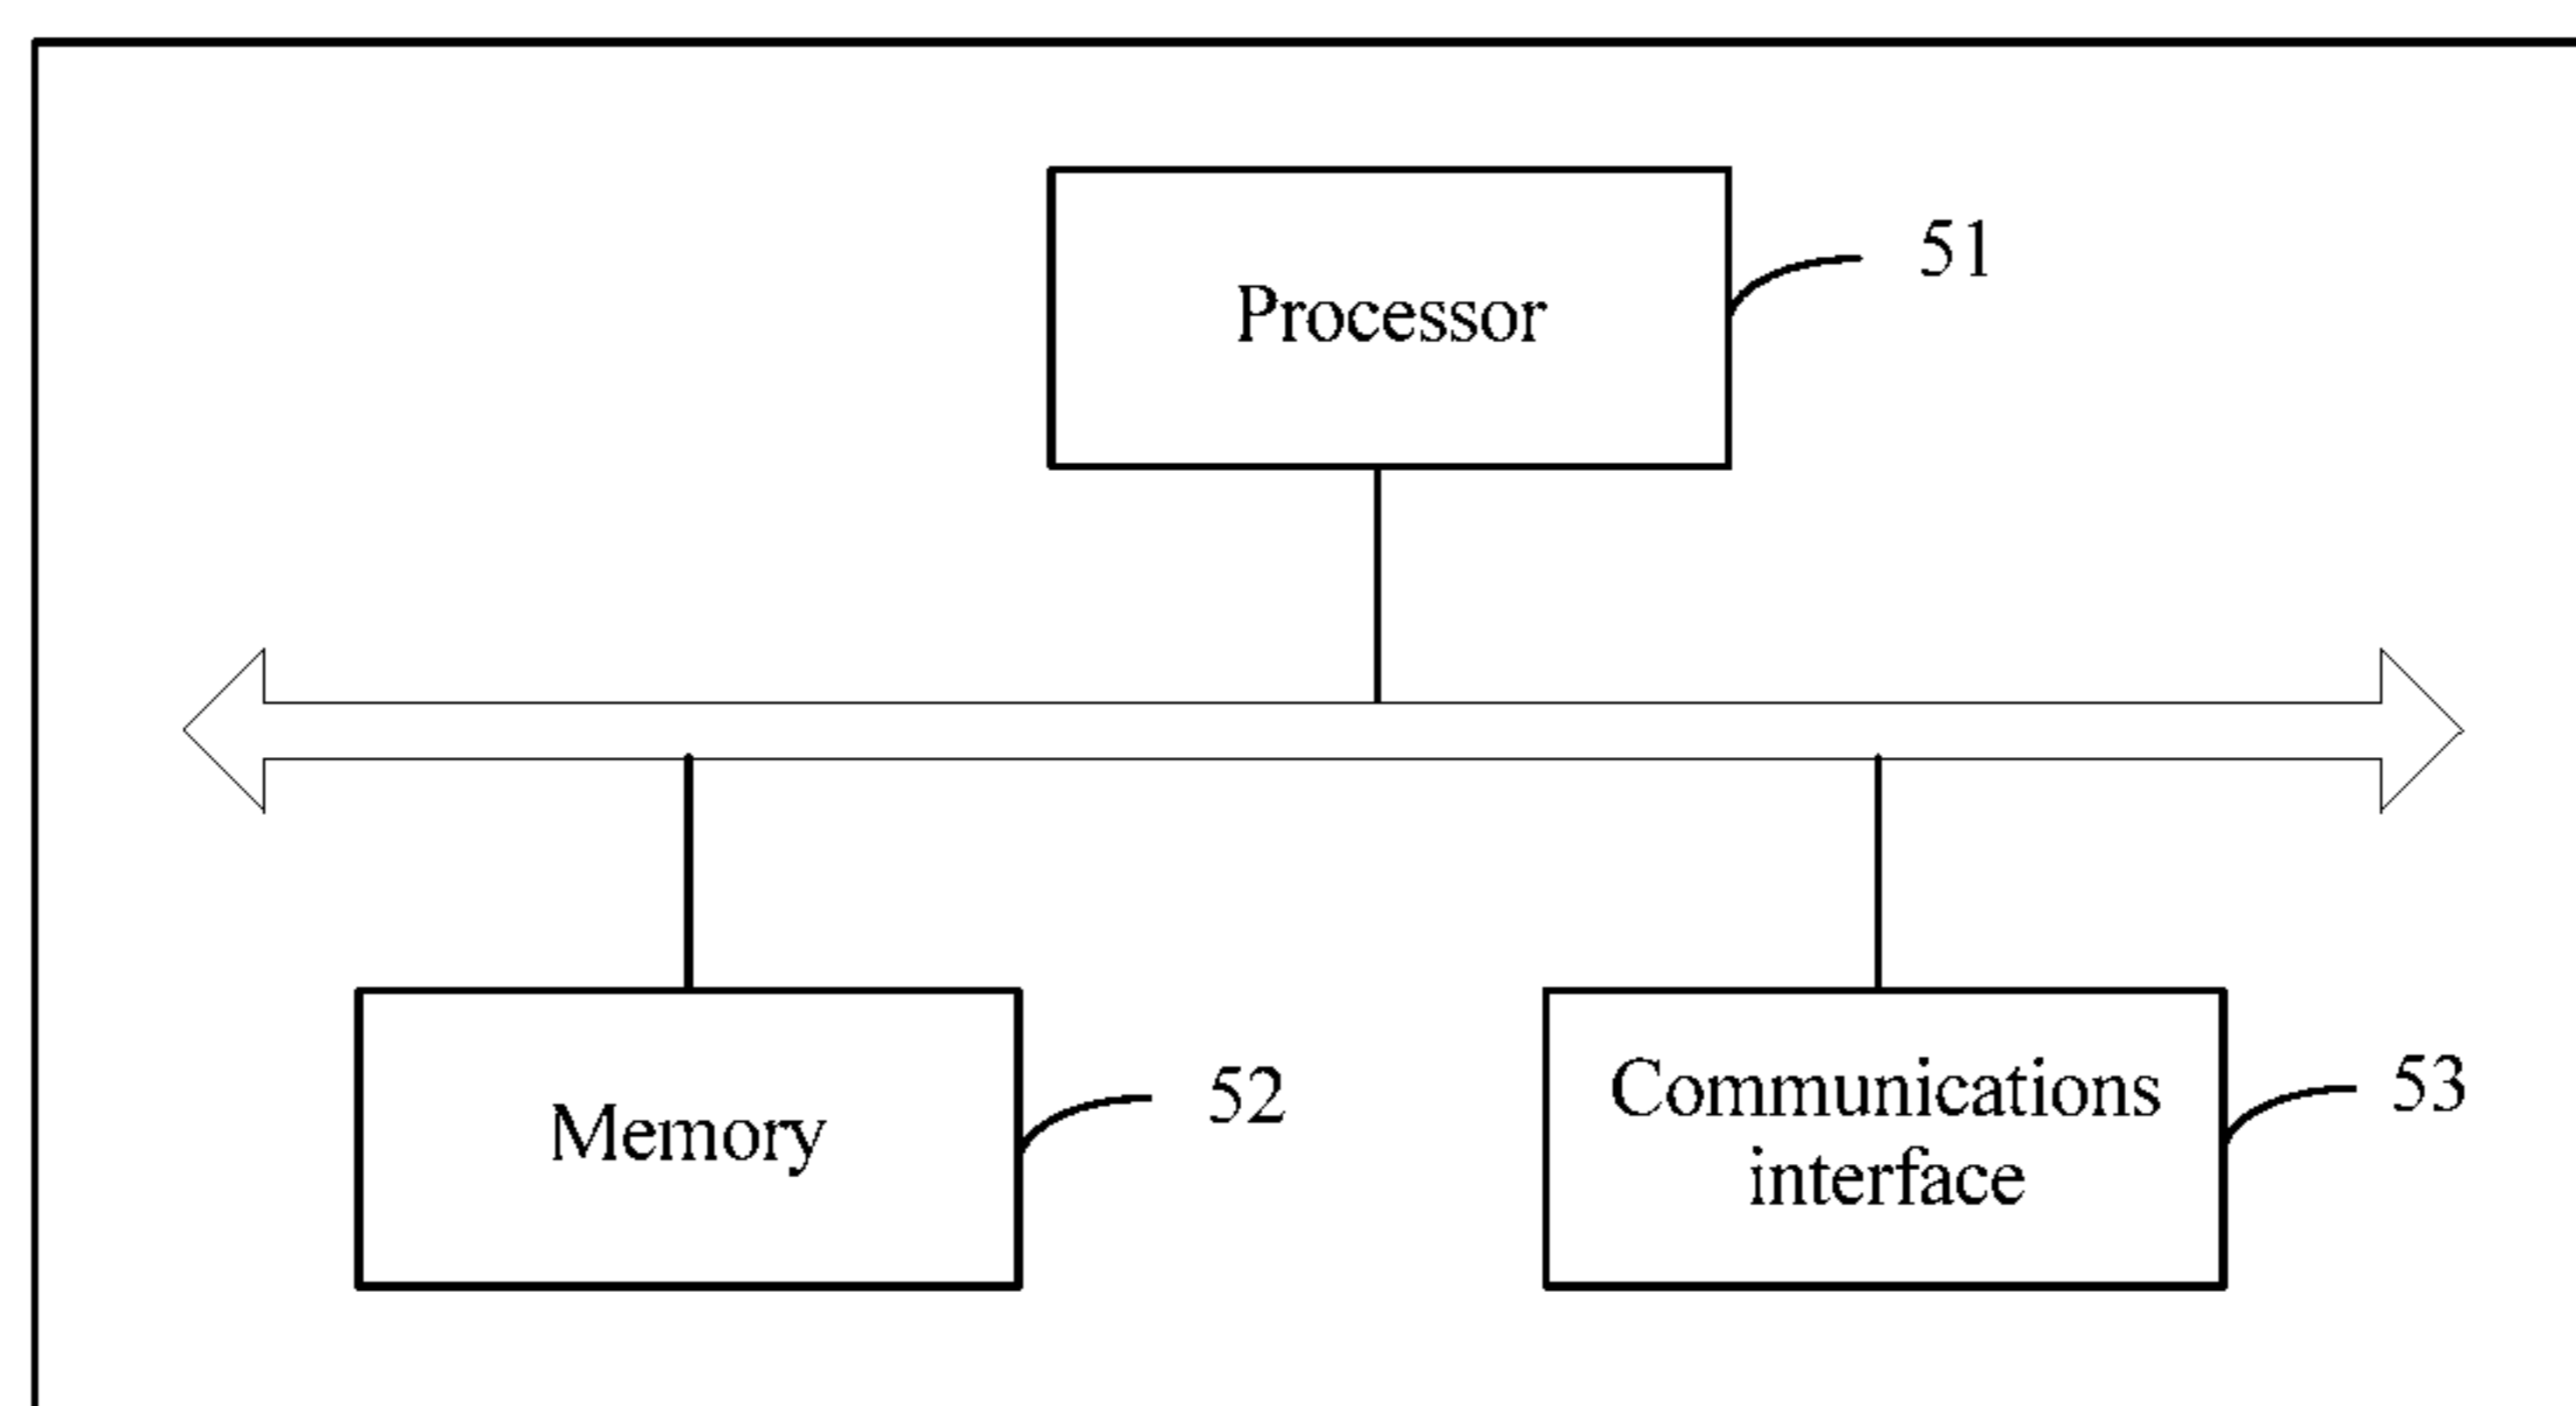 Processor
51
Memory
52
Communications
interface
53